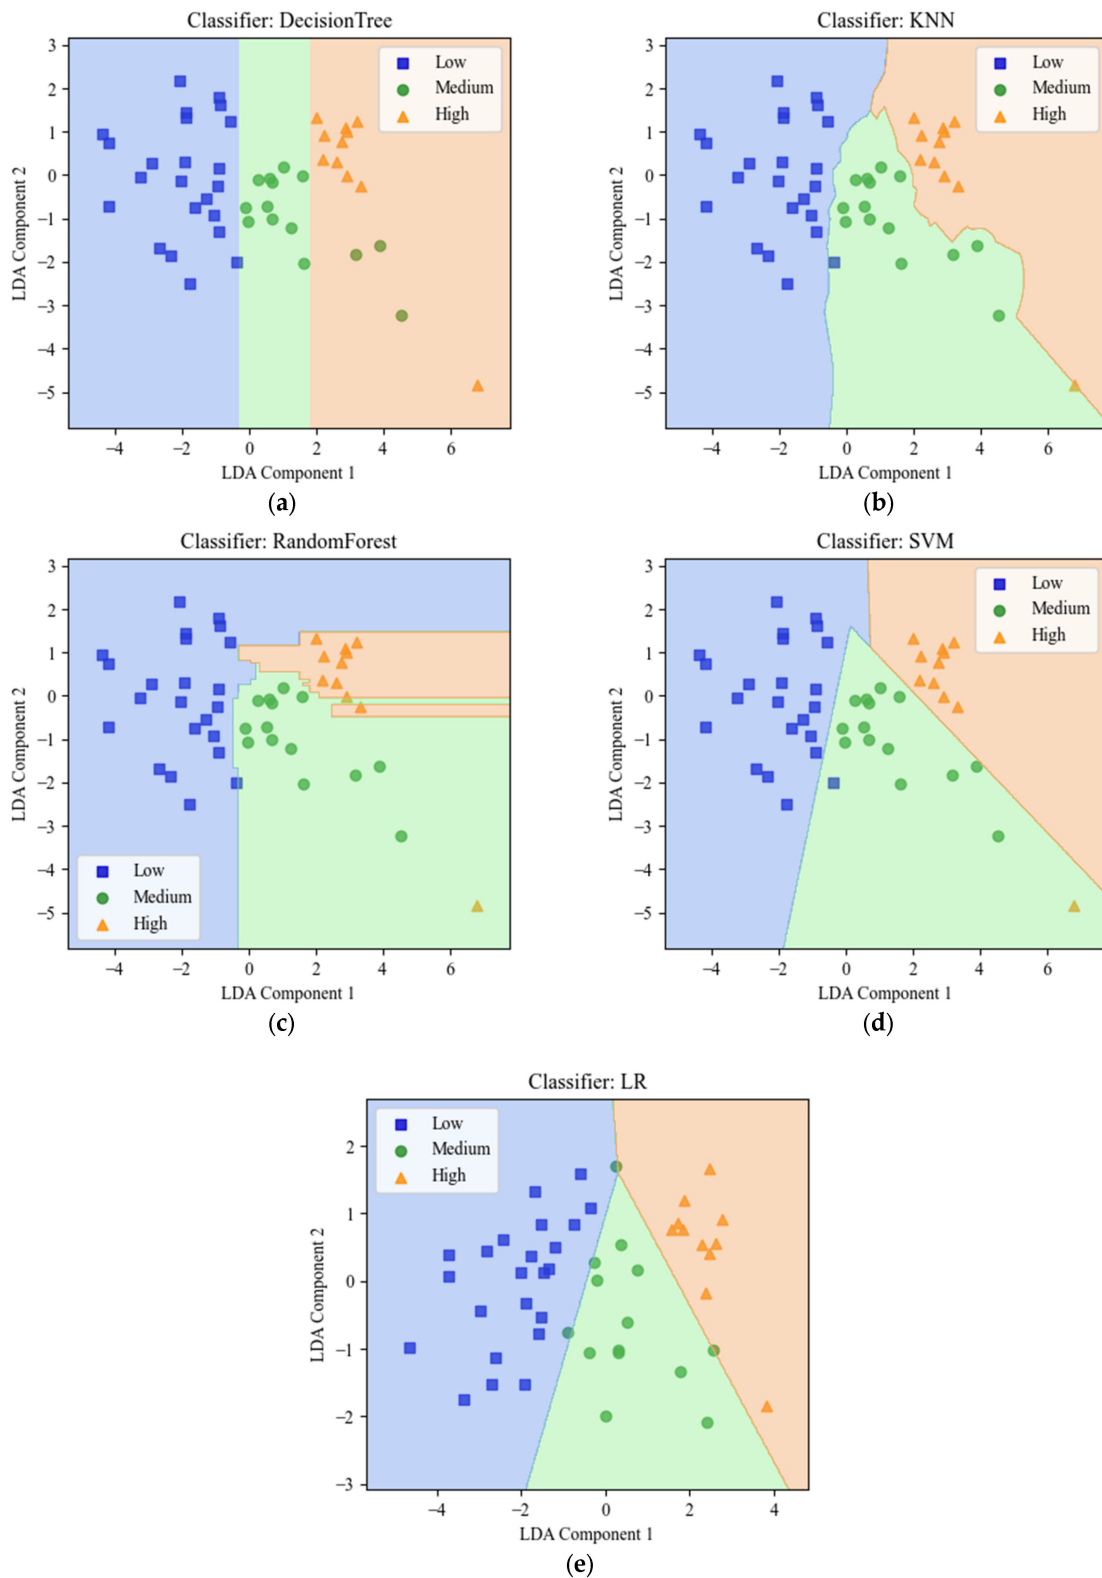 Classifier: DecisionTree
3
2
1
0
−1
−2
−3
−4
−5
LDA Component 2
Low
Medium
High
−4 −2 0 2 4 6
LDA Component 1
(a)
Classifier: KNN
3
2
1
0
−1
−2
−3
−4
−5
LDA Component 2
Low
Medium
High
−4 −2 0 2 4 6
LDA Component 1
(b)
Classifier: RandomForest
3
2
1
0
−1
−2
−3
−4
−5
LDA Component 2
Low
Medium
High
−4 −2 0 2 4 6
LDA Component 1
(c)
Classifier: SVM
3
2
1
0
−1
−2
−3
−4
−5
LDA Component 2
Low
Medium
High
−4 −2 0 2 4 6
LDA Component 1
(d)
Classifier: LR
2
1
0
−1
−2
−3
LDA Component 2
Low
Medium
High
−4 −2 0 2 4
LDA Component 1
(e)